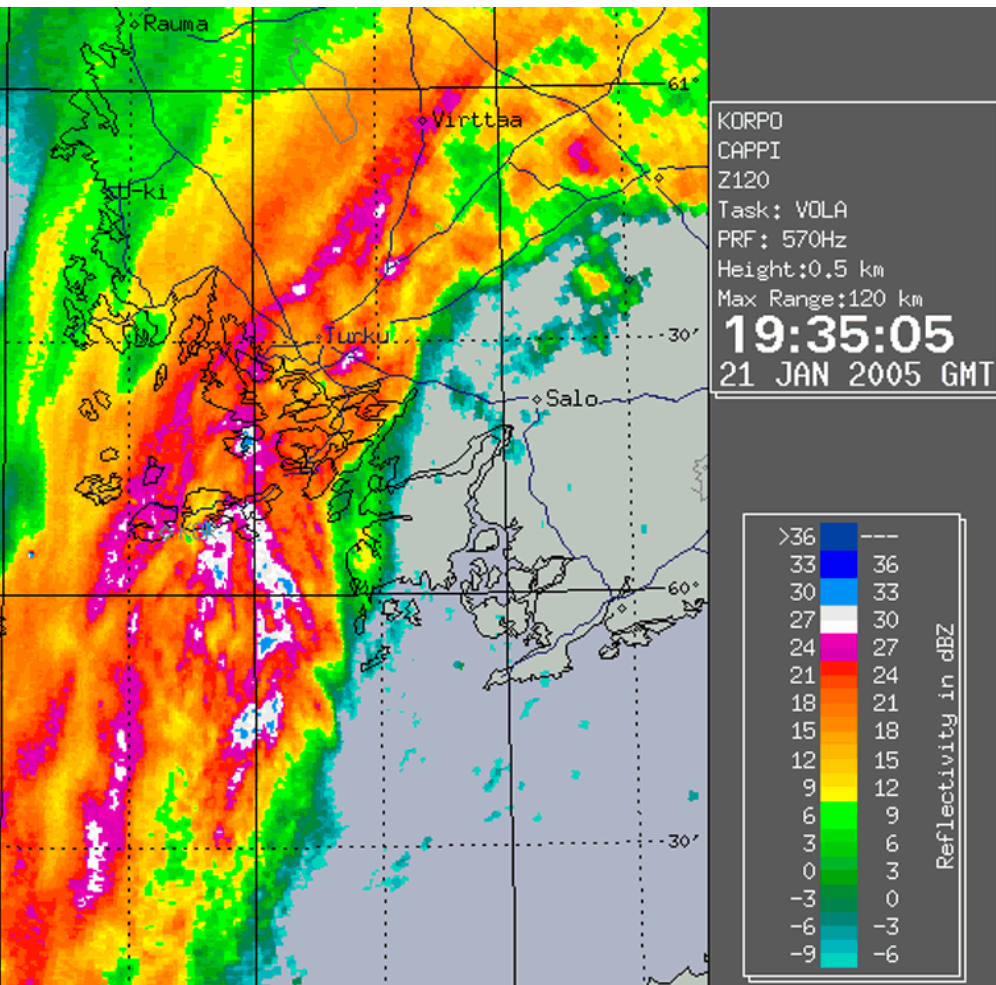 Rauma
61°
Virttaa
U-ki
30'
Turku
Salo
60°
30'
KORPO
CAPPI
Z120
Task: VOLA
PRF: 570Hz
Height:0.5 km
Max Range:120 km
19:35:05
21 JAN 2005 GMT
>36 ---
33 36
30 33
27 30
24 27
21 24
18 21
15 18
12 15
9 12
6 9
3 6
0 3
-3 0
-6 -3
-9 -6
Reflectivity in dBZ